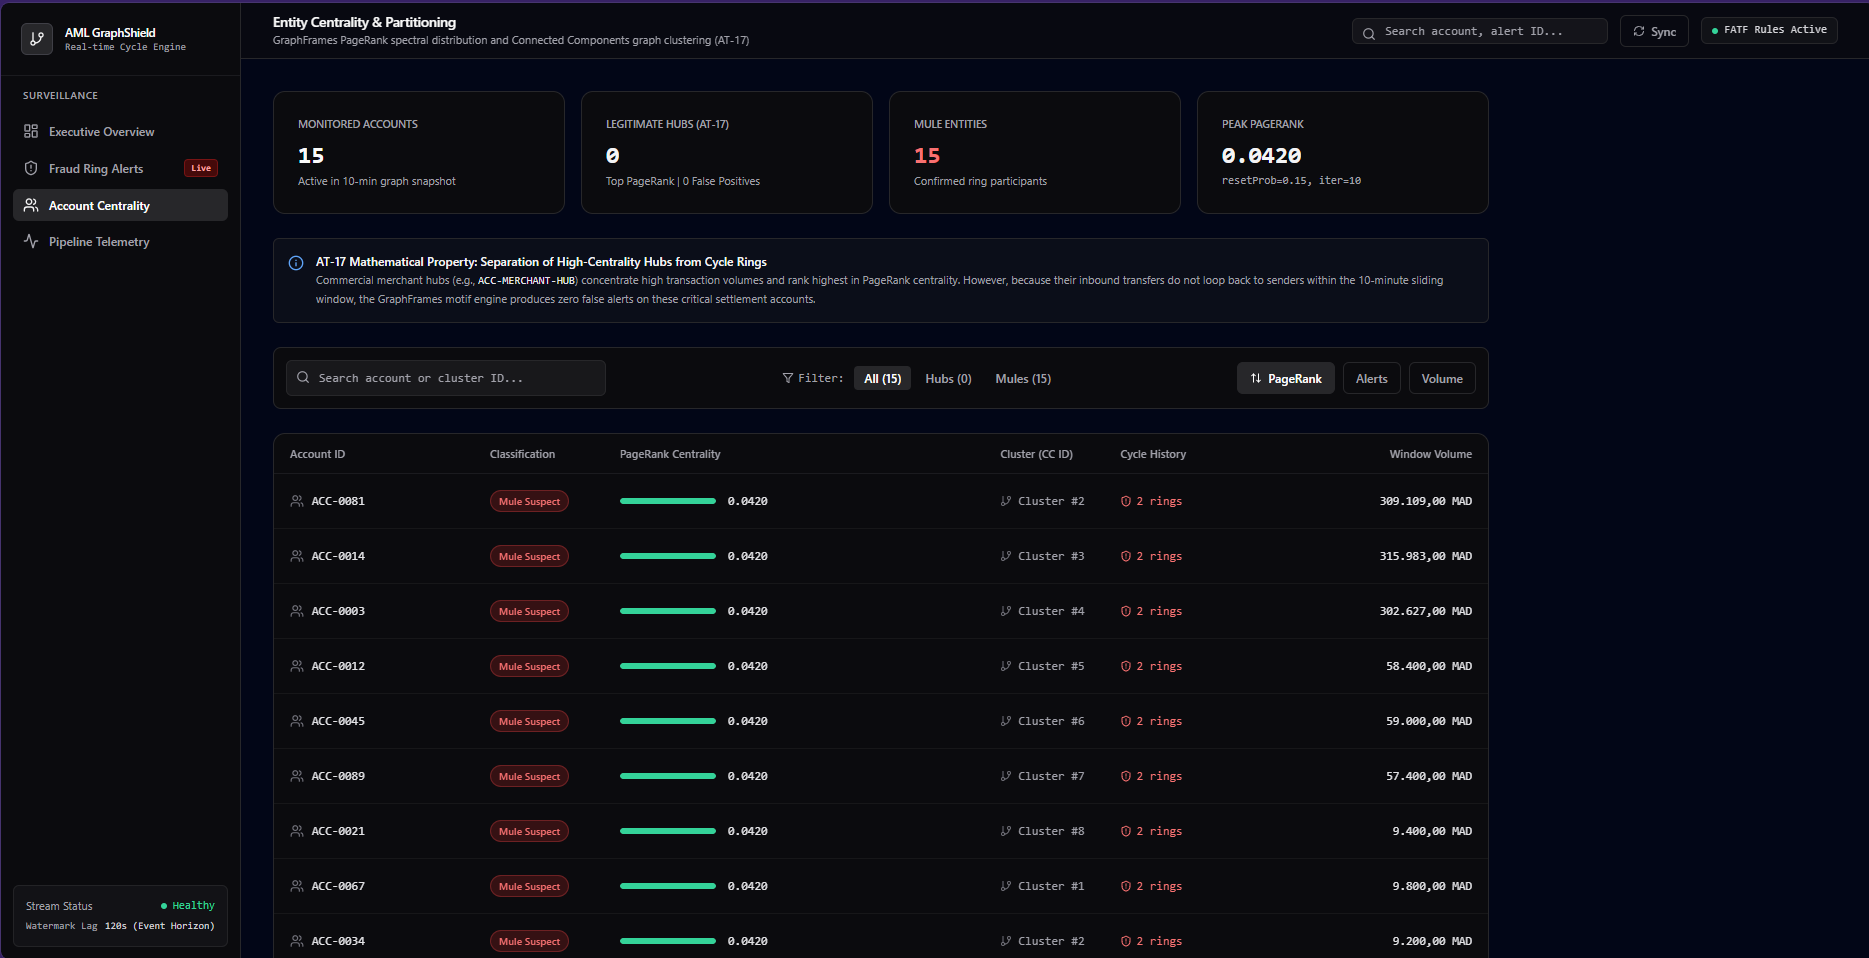 AML GraphShield
Real-time Cycle Engine
SURVEILLANCE
Executive Overview
Fraud Ring Alerts
Live
Account Centrality
Pipeline Telemetry
Stream Status
Healthy
Watermark Lag 120s (Event Horizon)
Entity Centrality & Partitioning
GraphFrames PageRank spectral distribution and Connected Components graph clustering (AT-17)
Search account, alert ID...
Sync
FATF Rules Active
MONITORED ACCOUNTS
15
Active in 10-min graph snapshot
LEGITIMATE HUBS (AT-17)
0
Top PageRank | 0 False Positives
MULE ENTITIES
15
Confirmed ring participants
PEAK PAGERANK
0.0420
resetProb=0.15, iter=10
AT-17 Mathematical Property: Separation of High-Centrality Hubs from Cycle Rings
Commercial merchant hubs (e.g., ACC-MERCHANT-HUB) concentrate high transaction volumes and rank highest in PageRank centrality. However, because their inbound transfers do not loop back to senders within the 10-minute sliding
window, the GraphFrames motif engine produces zero false alerts on these critical settlement accounts.
Search account or cluster ID...
Filter: All (15) Hubs (0) Mules (15)
PageRank Alerts Volume
Account ID Classification PageRank Centrality Cluster (CC ID) Cycle History Window Volume
ACC-0081 Mule Suspect 0.0420 Cluster #2 2 rings 309.109,00 MAD
ACC-0014 Mule Suspect 0.0420 Cluster #3 2 rings 315.983,00 MAD
ACC-0003 Mule Suspect 0.0420 Cluster #4 2 rings 302.627,00 MAD
ACC-0012 Mule Suspect 0.0420 Cluster #5 2 rings 58.400,00 MAD
ACC-0045 Mule Suspect 0.0420 Cluster #6 2 rings 59.000,00 MAD
ACC-0089 Mule Suspect 0.0420 Cluster #7 2 rings 57.400,00 MAD
ACC-0021 Mule Suspect 0.0420 Cluster #8 2 rings 9.400,00 MAD
ACC-0067 Mule Suspect 0.0420 Cluster #1 2 rings 9.800,00 MAD
ACC-0034 Mule Suspect 0.0420 Cluster #2 2 rings 9.200,00 MAD